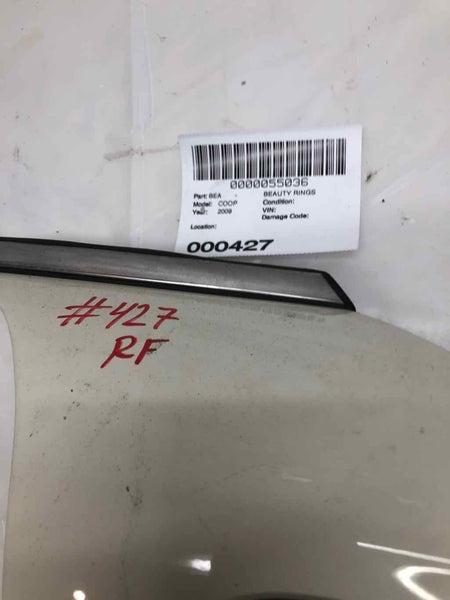 0000055036
Part: BEA - BEAUTY RINGS
Model: COOP Condition:
Year: 2009 VIN:
Damage Code:
Location:
000427
#427
RF